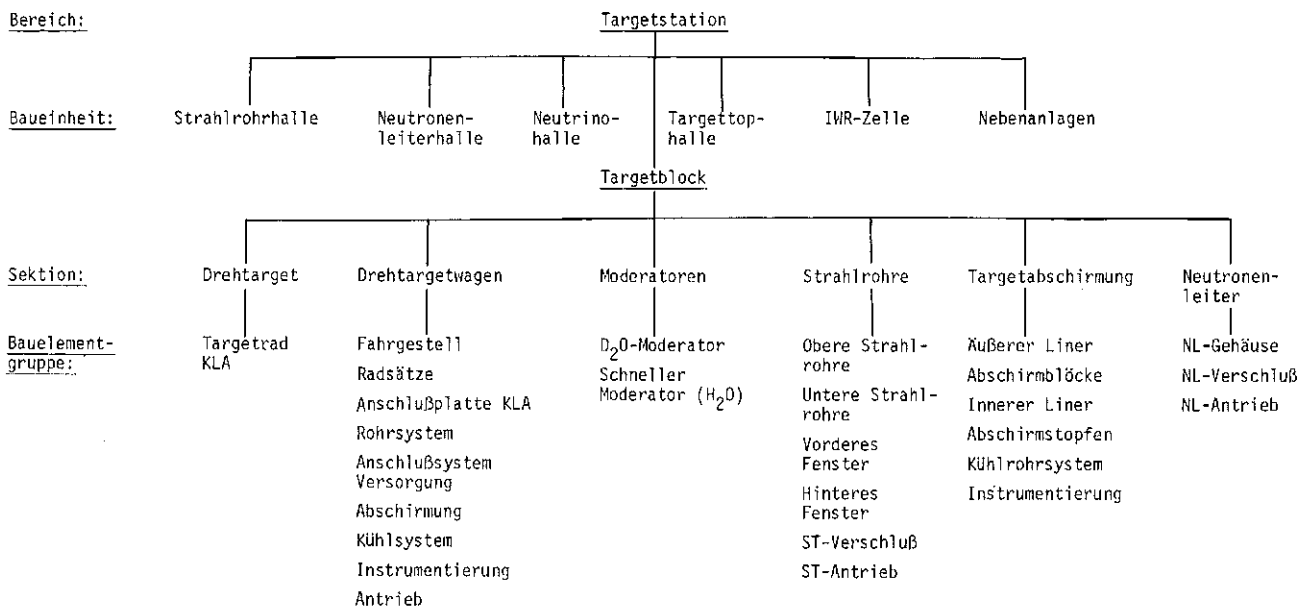 Bereich:
Targetstation
Baueinheit:
Strahlrohrhalle
Neutronen-
leiterhalle
Neutrino-
halle
Targettop-
halle
IWR-Zelle
Nebenanlagen
Targetblock
Sektion:
Drehtarget
Drehtargetwagen
Moderatoren
Strahlrohre
Targetabschirmung
Neutronen-
leiter
Bauelement-
gruppe:
Targetrad
KLA
Fahrgestell
Radsätze
Anschlußplatte KLA
Rohrsystem
Anschlußsystem
Versorgung
Abschirmung
Kühlsystem
Instrumentierung
Antrieb
D₂O-Moderator
Schneller
Moderator (H₂O)
Obere Strahl-
rohre
Untere Strahl-
rohre
Vorderes
Fenster
Hinteres
Fenster
ST-Verschluß
ST-Antrieb
Äußerer Liner
Abschirmblöcke
Innerer Liner
Abschirmstopfen
Kühlrohrsystem
Instrumentierung
NL-Gehäuse
NL-Verschluß
NL-Antrieb